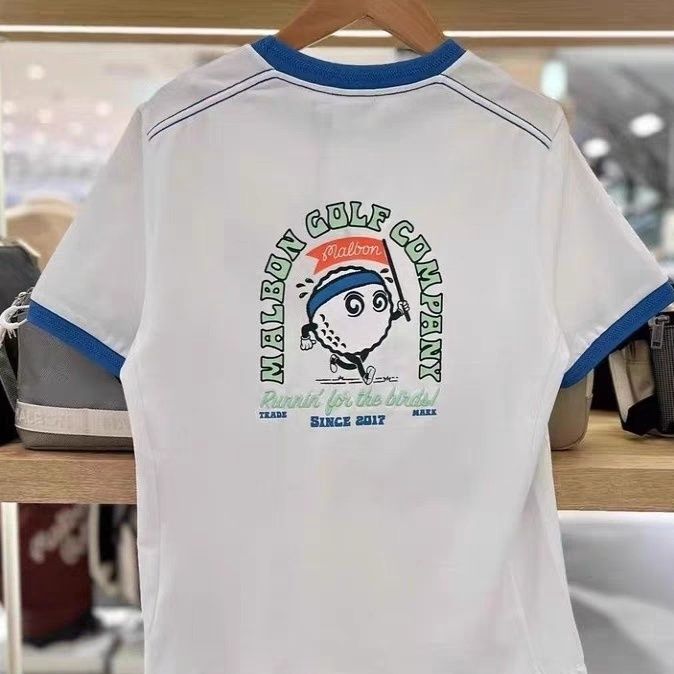 MALBON GOLF COMPANY
Malbon
Runnin' for the birds!
TRADE MARK
SINCE 2017